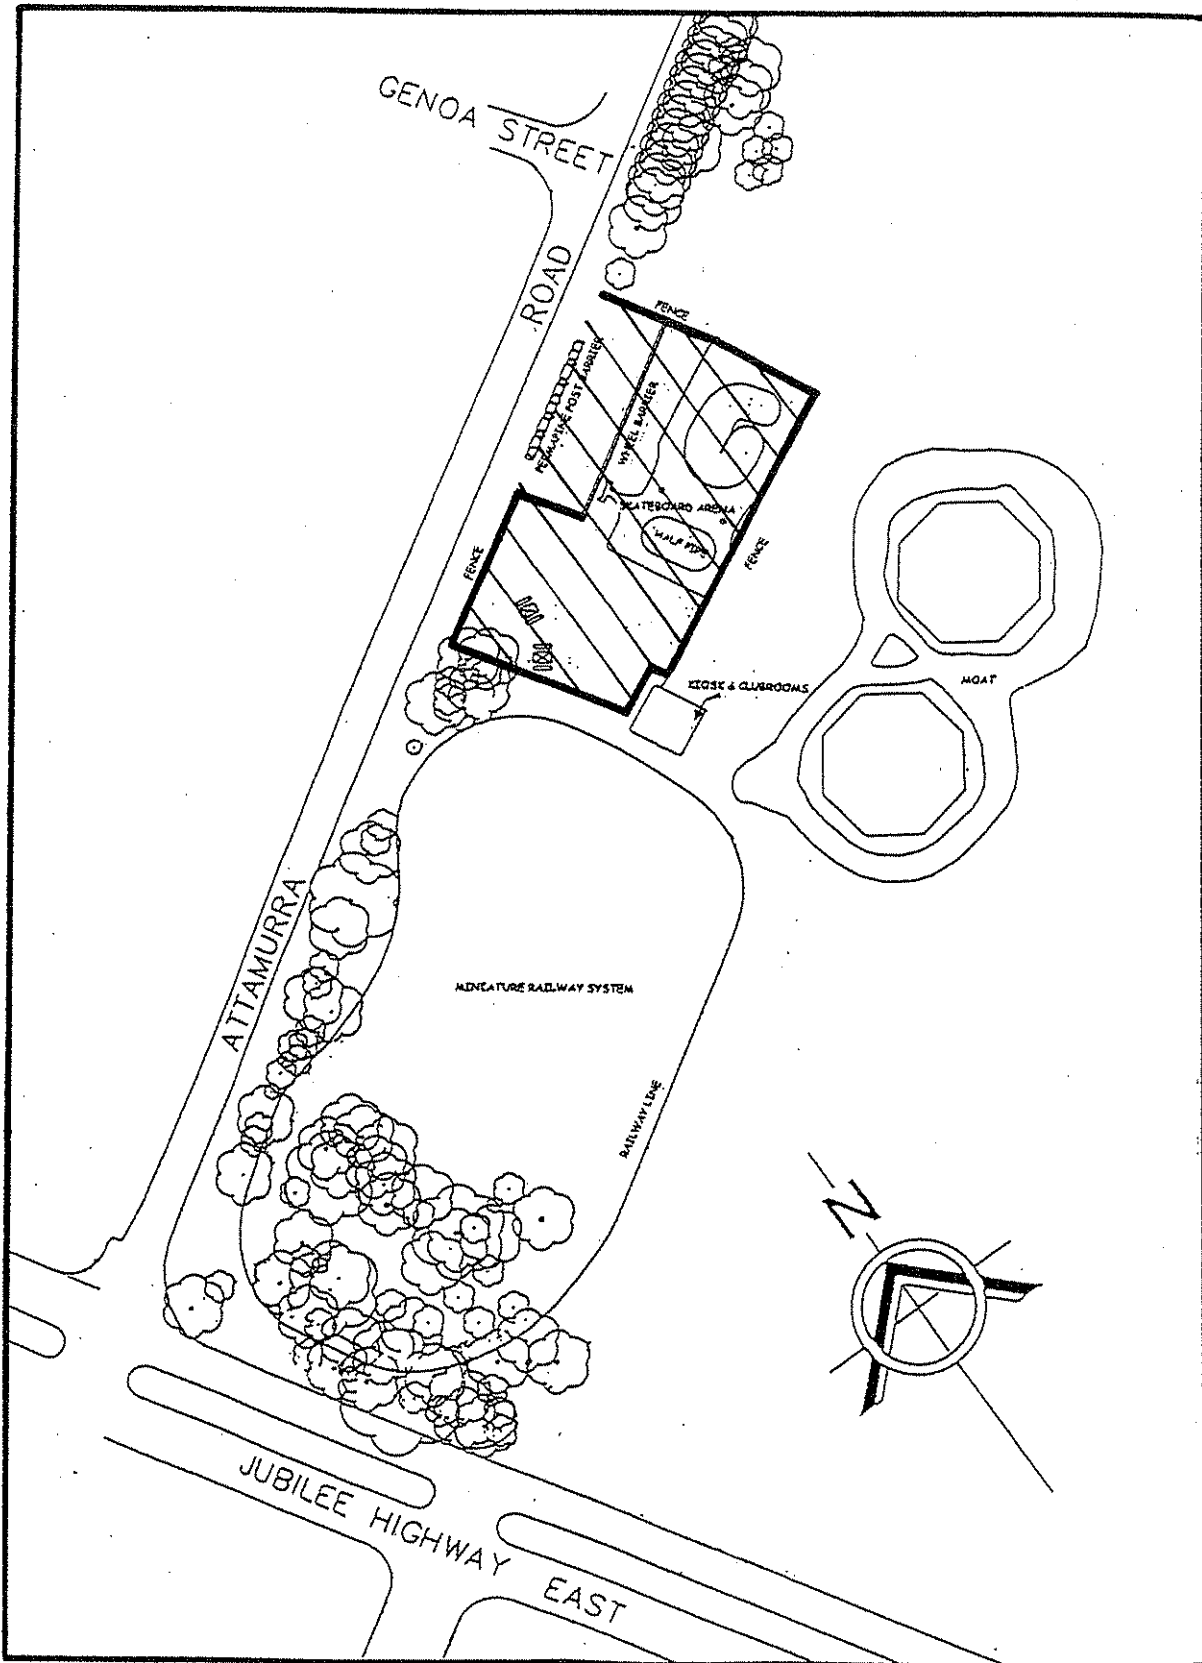 GENOA STREET
ROAD
FENCE
PERMAPINE POST BARRIER
WHEEL BARRIER
SKATEBOARD ARENA
HALF PIPE
FENCE
FENCE
KIOSK & CLUBROOMS
MOAT
ATTAMURRA
MINIATURE RAILWAY SYSTEM
RAILWAY LINE
N
JUBILEE HIGHWAY EAST